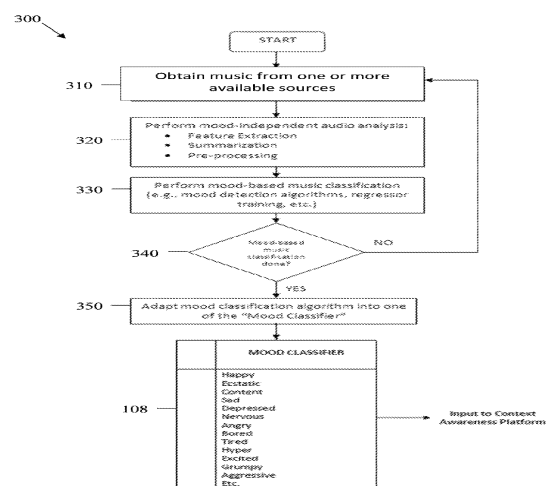 300
START
310
Obtain music from one or more
available sources
320
Perform mood-independent audio analysis:
• Feature Extraction
• Summarization
• Pre-processing
330
Perform mood-based music classification
(e.g., mood detection algorithms, regressor
training, etc.)
340
Mood-based
music
classification
done?
NO
YES
350
Adapt mood classification algorithm into one
of the “Mood Classifier”
MOOD CLASSIFIER
108
Happy
Ecstatic
Content
Sad
Depressed
Nervous
Angry
Bored
Tired
Hyper
Excited
Grumpy
Aggressive
Etc.
Input to Context
Awareness Platform